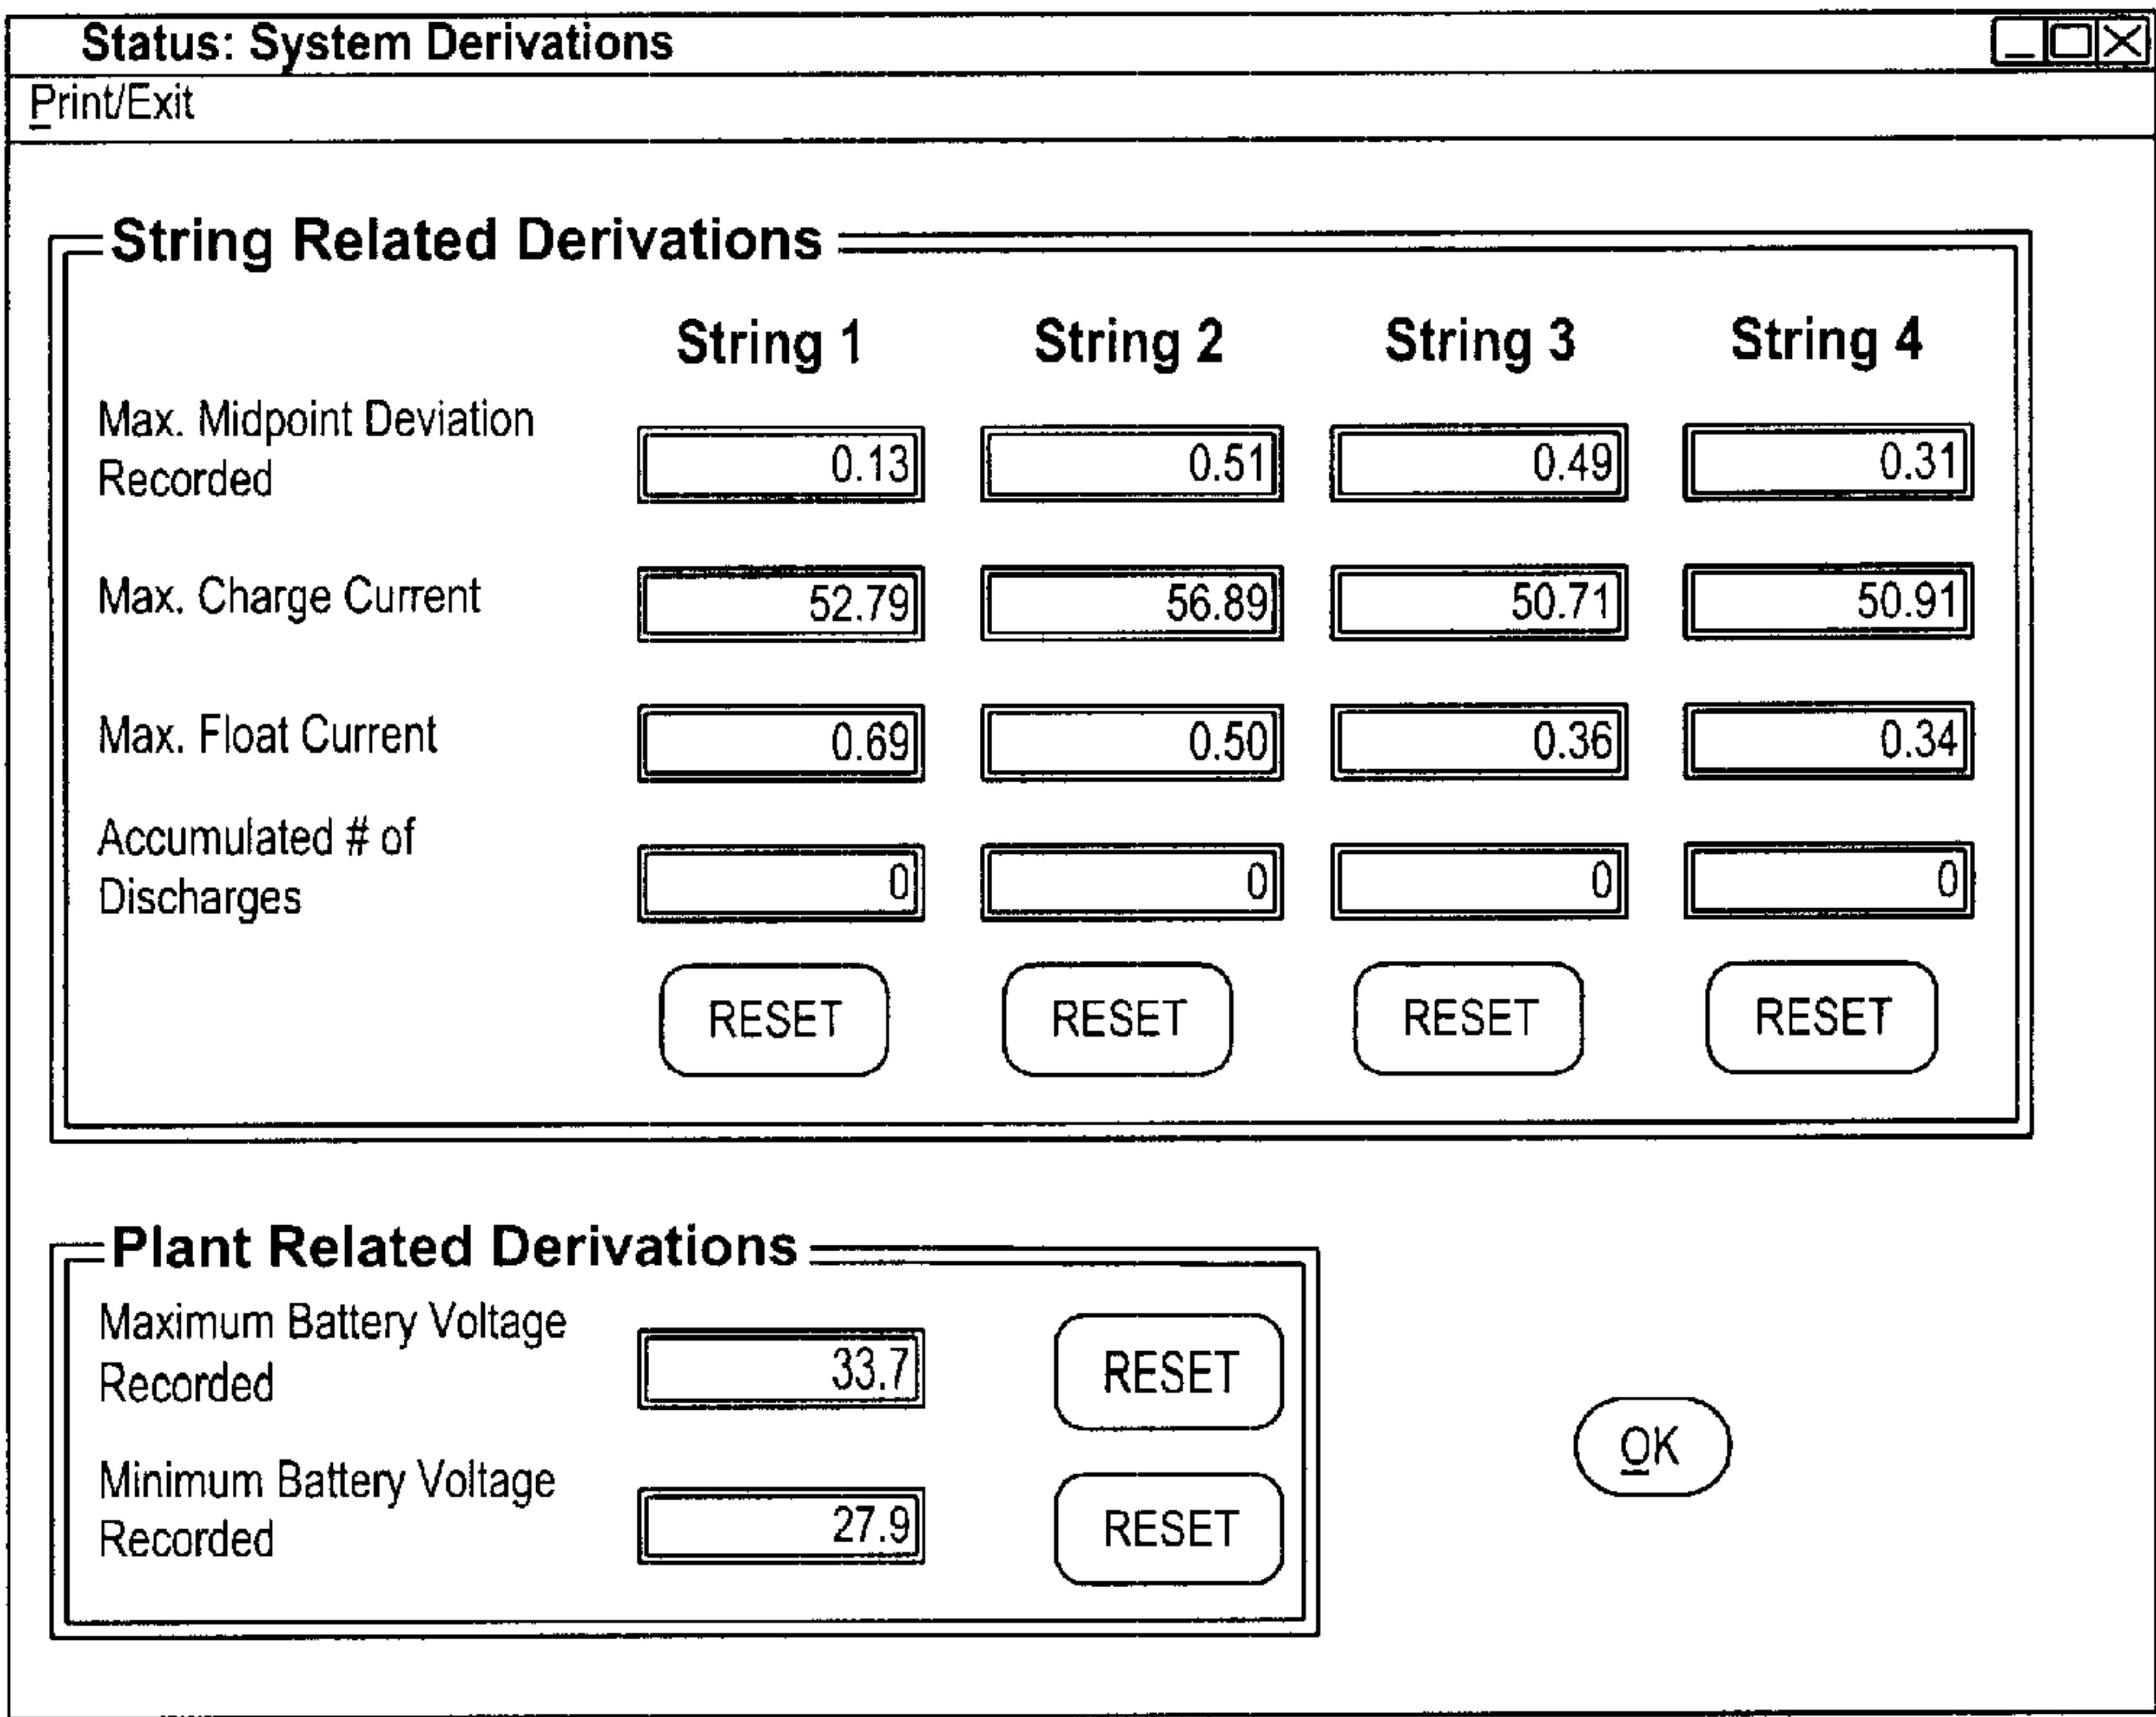 Status: System Derivations
Print/Exit
String Related Derivations
String 1 String 2 String 3 String 4
Max. Midpoint Deviation
Recorded
0.13 0.51 0.49 0.31
Max. Charge Current 52.79 56.89 50.71 50.91
Max. Float Current 0.69 0.50 0.36 0.34
Accumulated # of
Discharges
0 0 0 0
RESET RESET RESET RESET
Plant Related Derivations
Maximum Battery Voltage
Recorded
33.7 RESET
Minimum Battery Voltage
Recorded
27.9 RESET
OK